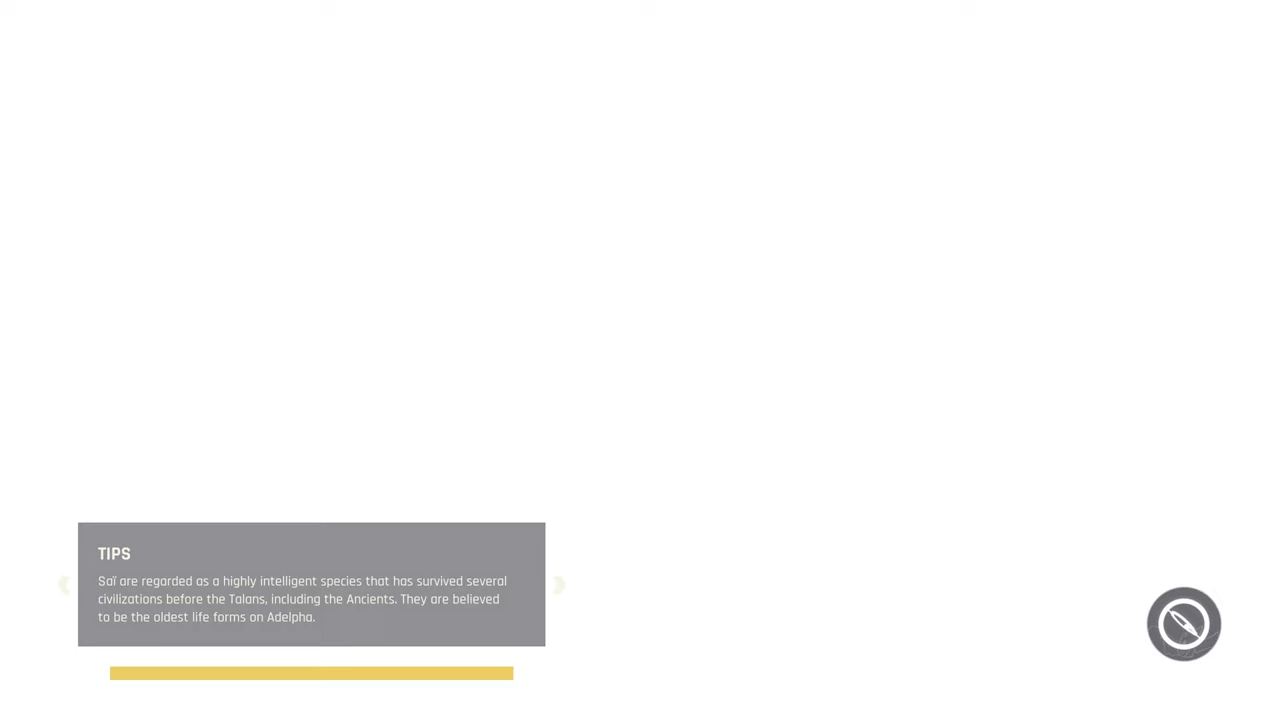 TIPS
Saï are regarded as a highly intelligent species that has survived several
civilizations before the Talans, including the Ancients. They are believed
to be the oldest life forms on Adelpha.